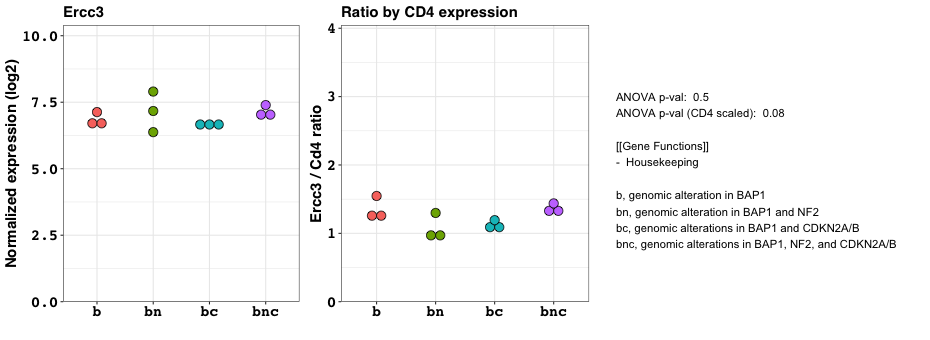 Ercc3
Normalized expression (log2)
10.0
7.5
5.0
2.5
0.0
b bn bc bnc
Ratio by CD4 expression
Ercc3 / Cd4 ratio
4
3
2
1
0
b bn bc bnc
ANOVA p-val: 0.5
ANOVA p-val (CD4 scaled): 0.08
[[Gene Functions]]
- Housekeeping
b, genomic alteration in BAP1
bn, genomic alteration in BAP1 and NF2
bc, genomic alterations in BAP1 and CDKN2A/B
bnc, genomic alterations in BAP1, NF2, and CDKN2A/B